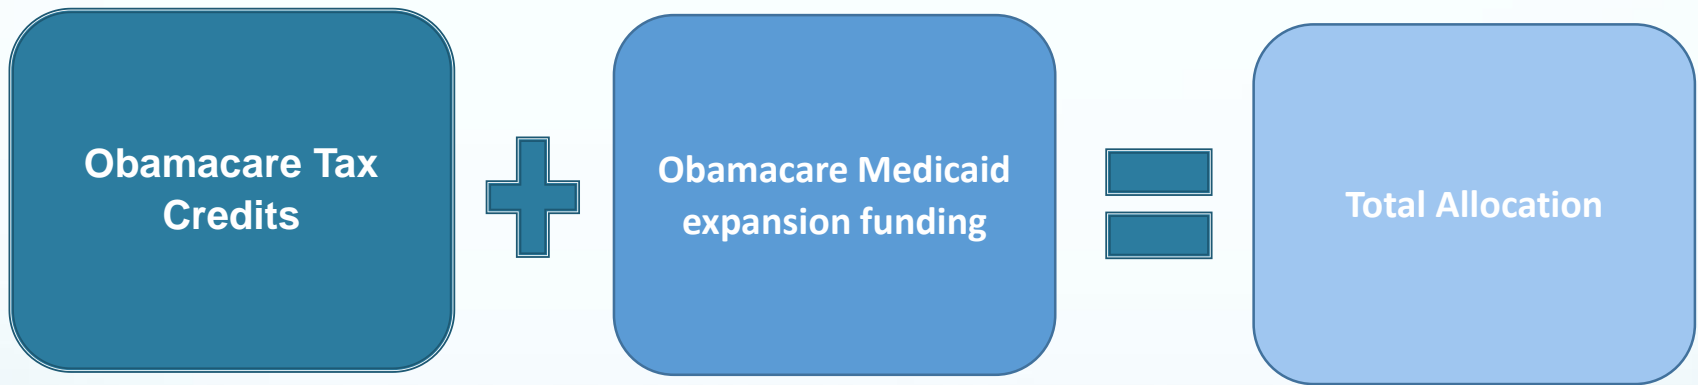 Obamacare Tax
Credits
Obamacare Medicaid
expansion funding
Total Allocation